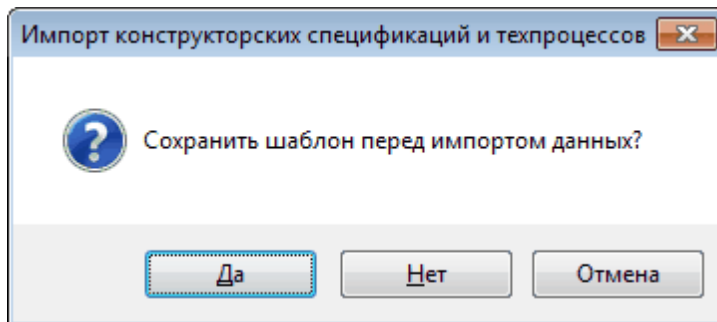 Импорт конструкторских спецификаций и техпроцессов
Сохранить шаблон перед импортом данных?
Да
Нет
Отмена